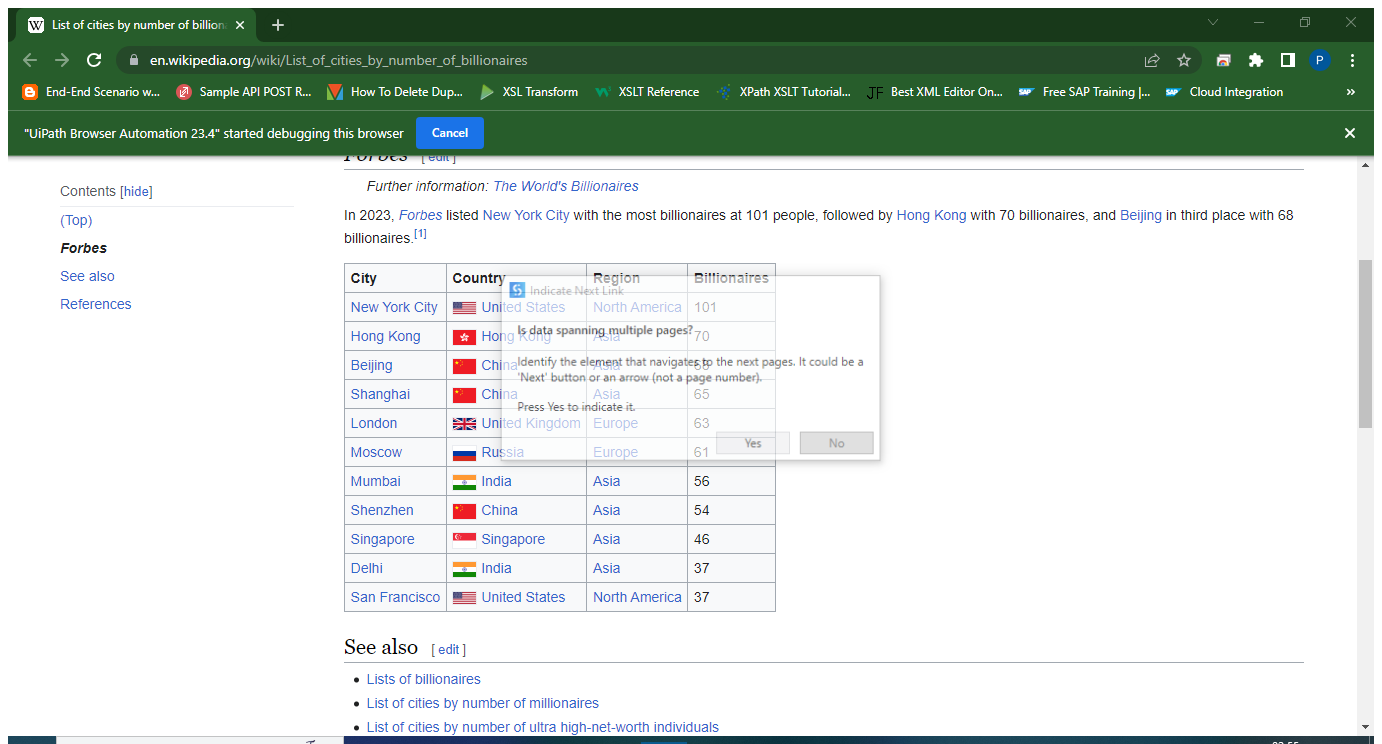 W List of cities by number of billion
en.wikipedia.org/wiki/List_of_cities_by_number_of_billionaires
P
End-End Scenario w... Sample API POST R... How To Delete Dup... XSL Transform XSLT Reference XPath XSLT Tutorial... JF Best XML Editor On... SAP Free SAP Training |... SAP Cloud Integration »
"UiPath Browser Automation 23.4" started debugging this browser Cancel
Forbes [ edit ]
Contents [hide]
(Top)
Forbes
See also
References
Further information: The World's Billionaires
In 2023, Forbes listed New York City with the most billionaires at 101 people, followed by Hong Kong with 70 billionaires, and Beijing in third place with 68
billionaires.[1]
City Country Region Billionaires
New York City United States North America 101
Hong Kong Hong Kong Asia 70
Beijing China Asia 68
Shanghai China Asia 65
London United Kingdom Europe 63
Moscow Russia Europe 61
Mumbai India Asia 56
Shenzhen China Asia 54
Singapore Singapore Asia 46
Delhi India Asia 37
San Francisco United States North America 37
Indicate Next Link
Is data spanning multiple pages?
Identify the element that navigates to the next pages. It could be a
'Next' button or an arrow (not a page number).
Press Yes to indicate it.
Yes No
See also [ edit ]
• Lists of billionaires
• List of cities by number of millionaires
• List of cities by number of ultra high-net-worth individuals